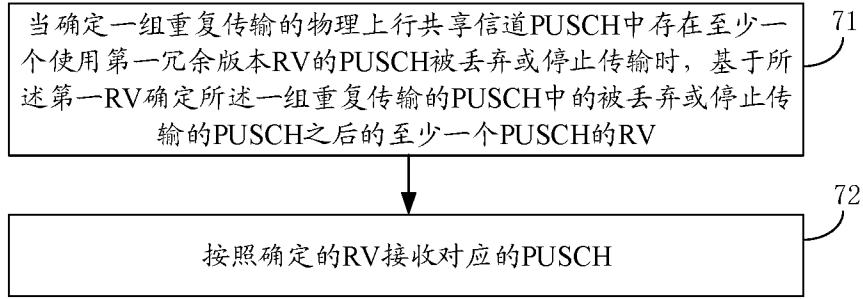 当确定一组重复传输的物理上行共享信道PUSCH中存在至少一
个使用第一冗余版本RV的PUSCH被丢弃或停止传输时，基于所
述第一RV确定所述一组重复传输的PUSCH中的被丢弃或停止传
输的PUSCH之后的至少一个PUSCH的RV
71
按照确定的RV接收对应的PUSCH
72